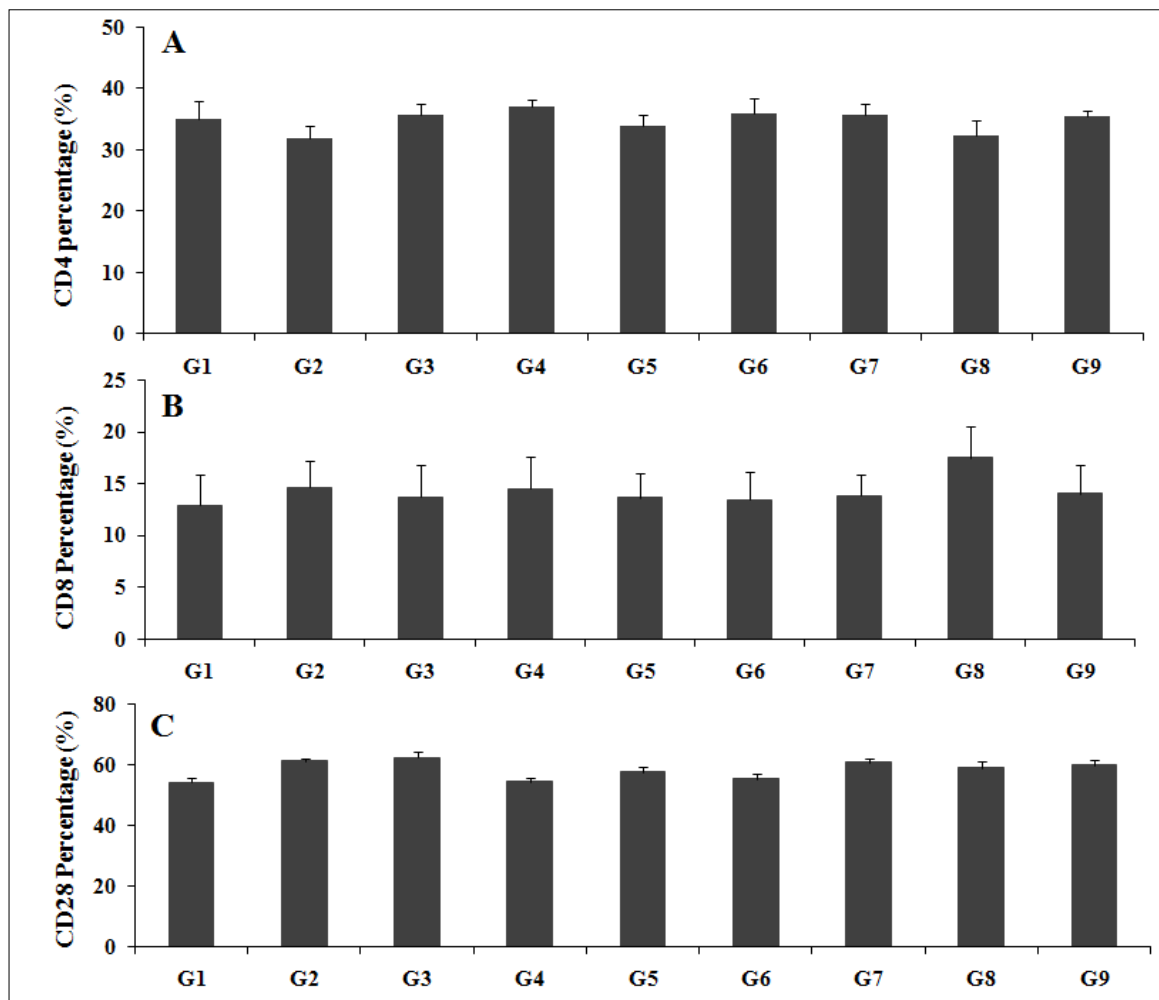 A
CD4 percentage (%)
50
40
30
20
10
0
G1 G2 G3 G4 G5 G6 G7 G8 G9
B
CD8 Percentage (%)
25
20
15
10
5
0
G1 G2 G3 G4 G5 G6 G7 G8 G9
C
CD28 Percentage (%)
80
60
40
20
0
G1 G2 G3 G4 G5 G6 G7 G8 G9